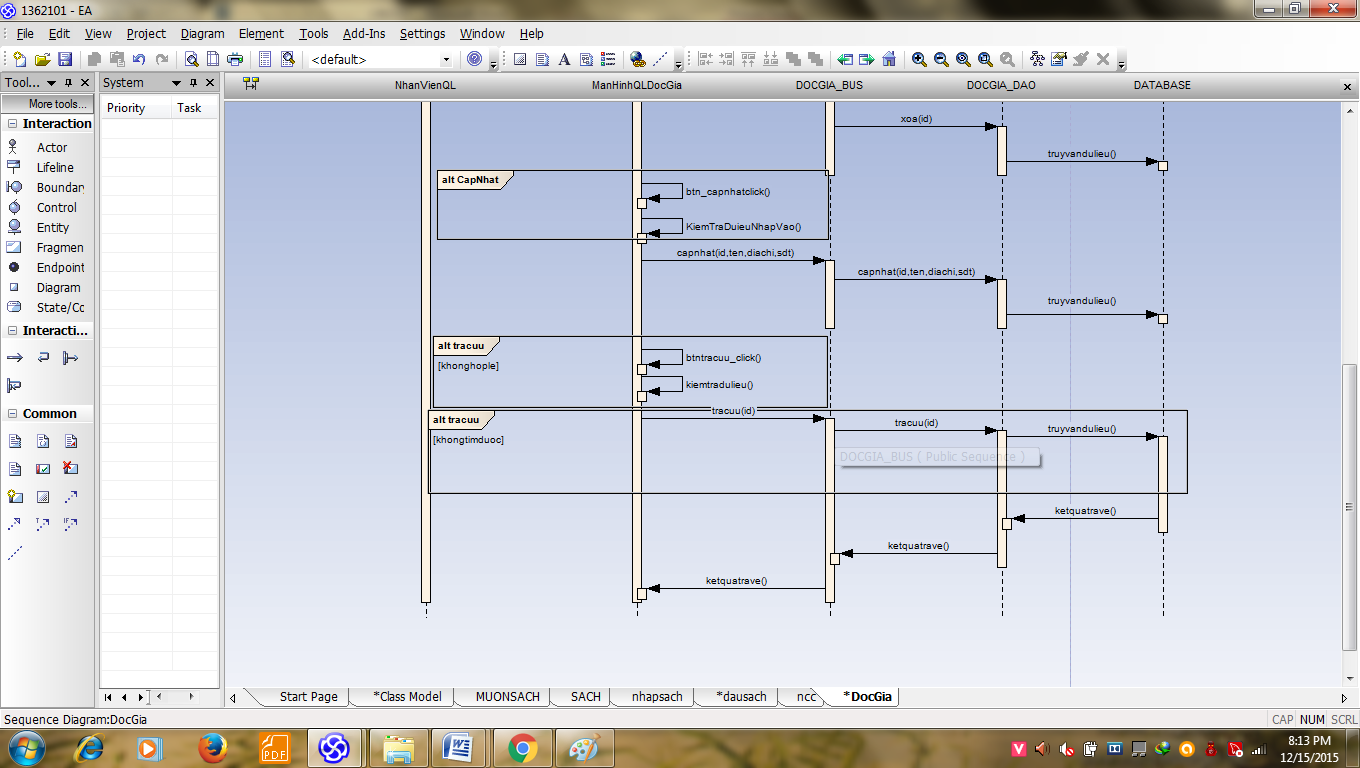 1362101 - EA
File Edit View Project Diagram Element Tools Add-Ins Settings Window Help
<default>
Tool...
System
NhanVienQL ManHinhQLDocGia DOCGIA_BUS DOCGIA_DAO DATABASE
More tools...
Priority Task
Interaction
Actor
Lifeline
Boundar
Control
Entity
Fragmen
Endpoint
Diagram
State/Co
Interacti...
Common
xoa(id)
truyvandulieu()
alt CapNhat
btn_capnhatclick()
KiemTraDuieuNhapVao()
capnhat(id,ten,diachi,sdt)
capnhat(id,ten,diachi,sdt)
truyvandulieu()
alt tracuu
[khonghople]
btntracuu_click()
kiemtradulieu()
tracuu(id)
alt tracuu
[khongtimduoc]
tracuu(id)
truyvandulieu()
DOCGIA_BUS ( Public Sequence )
ketquatrave()
ketquatrave()
ketquatrave()
Start Page *Class Model MUONSACH SACH nhapsach *dausach ncc *DocGia
Sequence Diagram:DocGia
CAP NUM SCRL
PDF
8:13 PM
12/15/2015